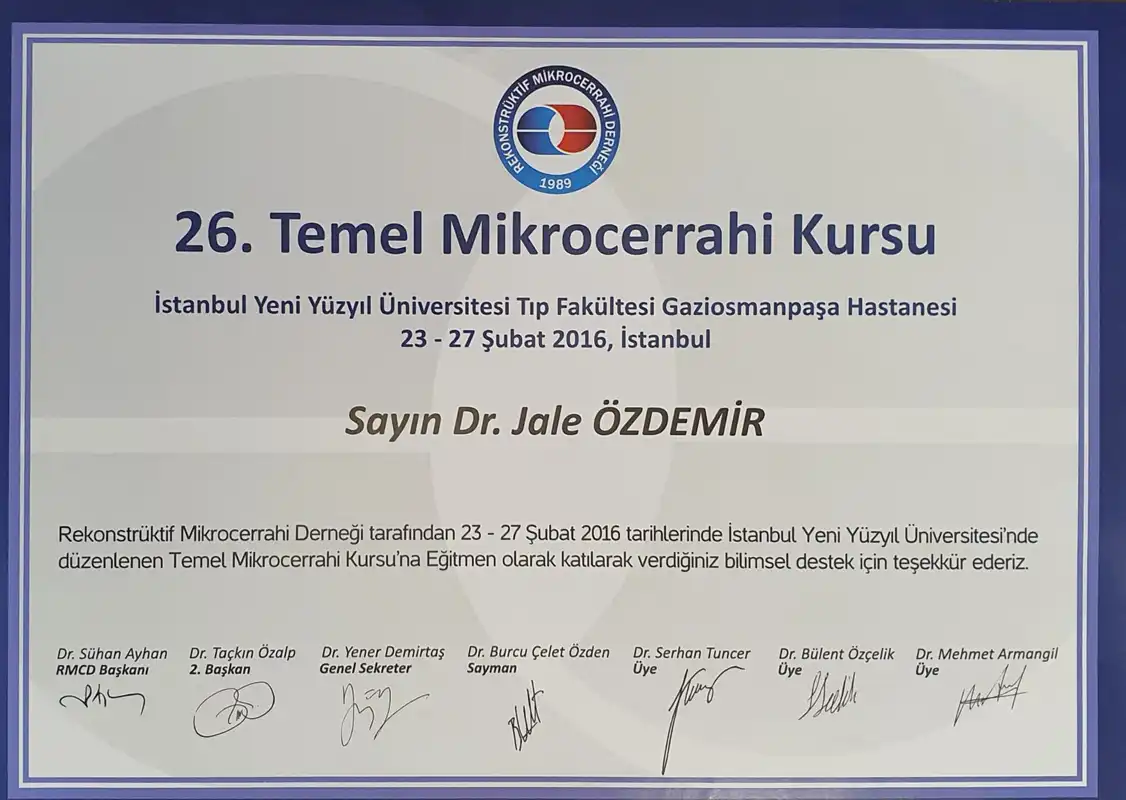 REKONSTRÜKTİF MİKROCERRAHİ DERNEĞİ
1989
26. Temel Mikrocerrahi Kursu
İstanbul Yeni Yüzyıl Üniversitesi Tıp Fakültesi Gaziosmanpaşa Hastanesi
23 - 27 Şubat 2016, İstanbul
Sayın Dr. Jale ÖZDEMİR
Rekonstrüktif Mikrocerrahi Derneği tarafından 23 - 27 Şubat 2016 tarihlerinde İstanbul Yeni Yüzyıl Üniversitesi'nde
düzenlenen Temel Mikrocerrahi Kursu'na Eğitmen olarak katılarak verdiğiniz bilimsel destek için teşekkür ederiz.
Dr. Sühan Ayhan
RMCD Başkanı
Dr. Taçkın Özalp
2. Başkan
Dr. Yener Demirtaş
Genel Sekreter
Dr. Burcu Çelet Özden
Sayman
Dr. Serhan Tuncer
Üye
Dr. Bülent Özçelik
Üye
Dr. Mehmet Armangil
Üye